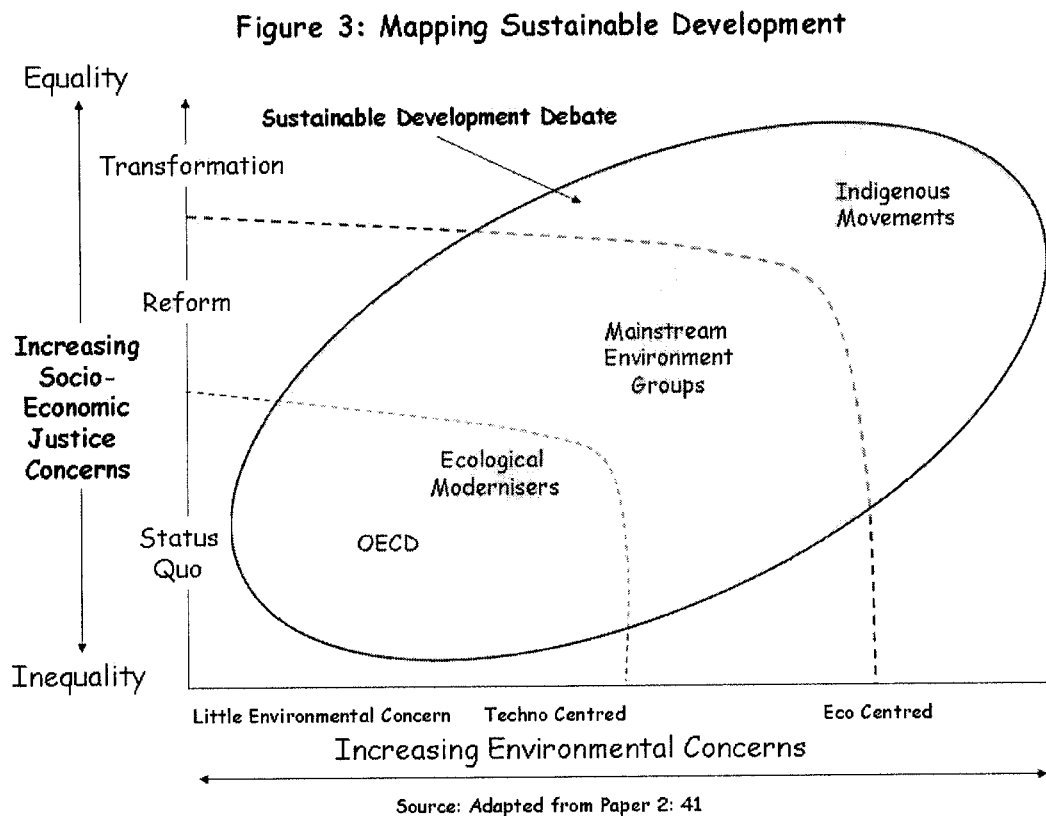 Figure 3: Mapping Sustainable Development
Equality
Sustainable Development Debate
Transformation
Indigenous
Movements
Reform
Increasing
Socio-
Economic
Justice
Concerns
Mainstream
Environment
Groups
Ecological
Modernisers
Status
Quo
OECD
Inequality
Little Environmental Concern
Techno Centred
Eco Centred
Increasing Environmental Concerns
Source: Adapted from Paper 2: 41